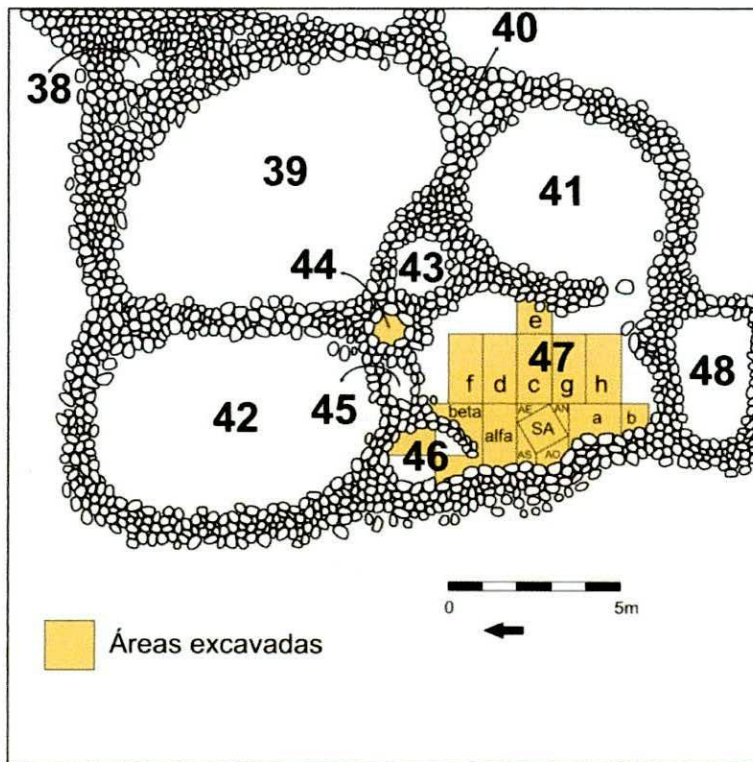 40
38
39
41
44
43
e
47
48
f d c g h
42
45
beta
AE AN
a b
alfa
SA
46
AS AO
0 5m
Áreas excavadas